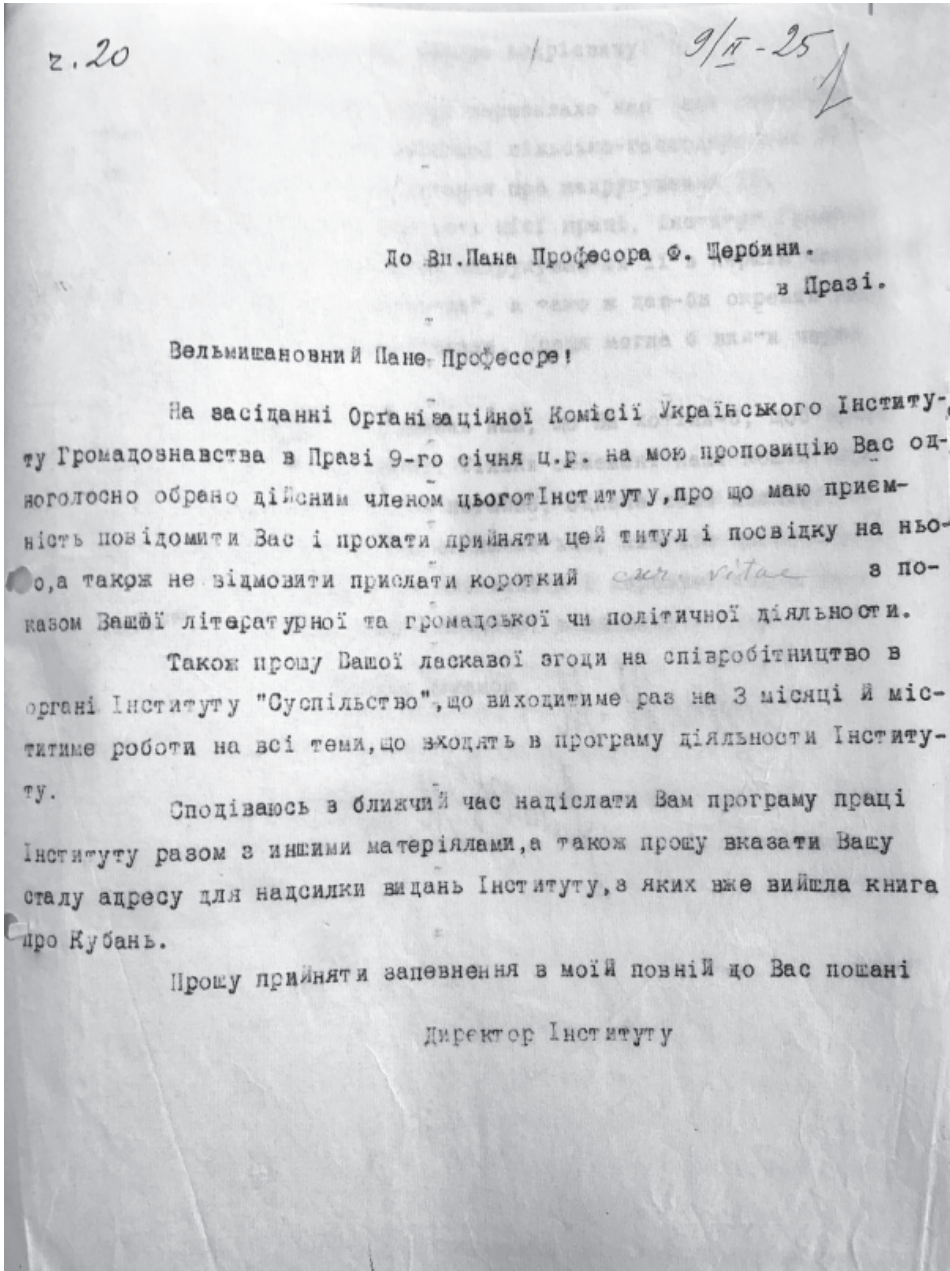 ч.20
9/II-25
До Вп.Пана Професора Ф. Щербини.
в Празі.
Вельмишановний Пане Професоре!
На засіданні Організаційної Комісії Українського Інститу-
ту Громадознавства в Празі 9-го січня ц.р. на мою пропозицію Вас од-
ноголосно обрано дійсним членом цього Інституту,про що маю приєм-
ність повідомити Вас і прохати прийняти цей титул і посвідку на ньо-
о,а також не відмовити прислати короткий cur vitae з по-
казом Вашої літературної та громадської чи політичної діяльности.
Також прошу Вашої ласкавої згоди на співробітництво в
органі Інституту "Суспільство",що виходитиме раз на 3 місяці й міс-
титиме роботи на всі теми,що входять в програму діяльности Інститу-
ту.
Сподіваюсь в ближчий час надіслати Вам програму праці
Інституту разом з иншими матеріялами,а також прошу вказати Вашу
сталу адресу для надсилки видань Інституту,з яких вже вийшла книга
про Кубань.
Прошу прийняти запевнення в моїй повній до Вас пошані
Директор Інституту